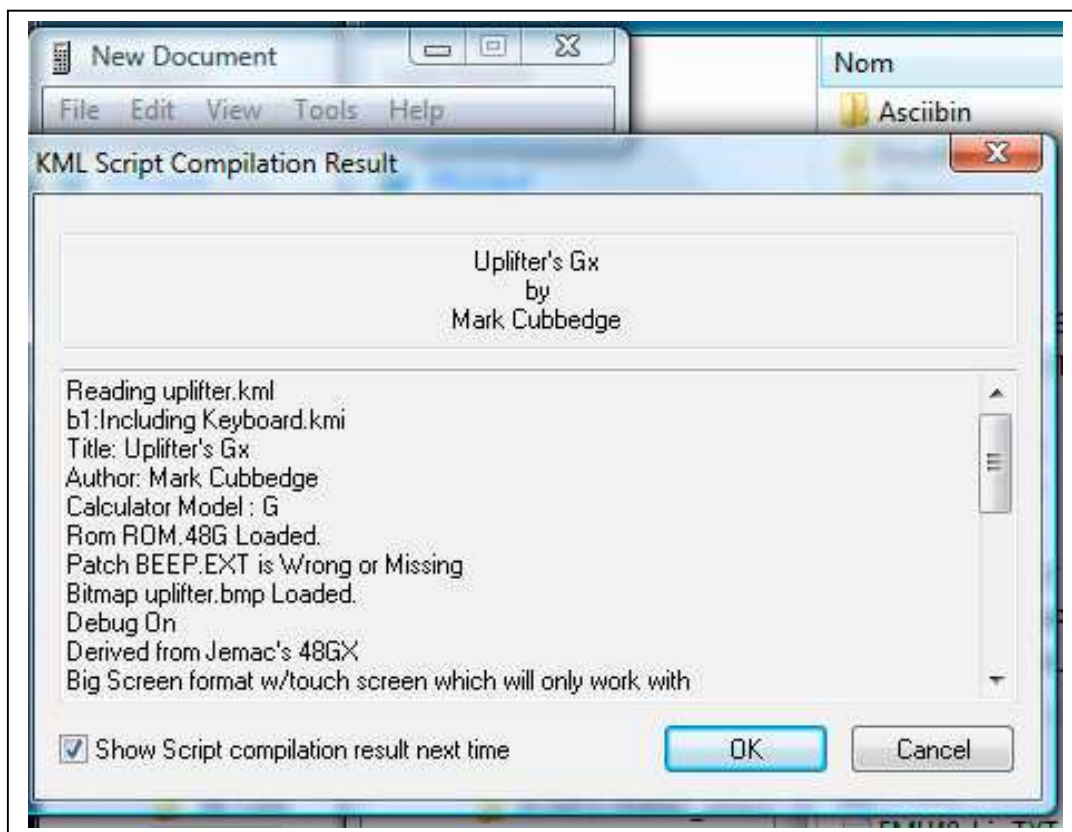 New Document
Nom
File Edit View Tools Help
Asciibin
KML Script Compilation Result
Uplifter's Gx
by
Mark Cubbedge
Reading uplifter.kml
b1:Including Keyboard.kmi
Title: Uplifter's Gx
Author: Mark Cubbedge
Calculator Model : G
Rom ROM.48G Loaded.
Patch BEEP.EXT is Wrong or Missing
Bitmap uplifter.bmp Loaded.
Debug On
Derived from Jemac's 48GX
Big Screen format w/touch screen which will only work with
Show Script compilation result next time
OK
Cancel